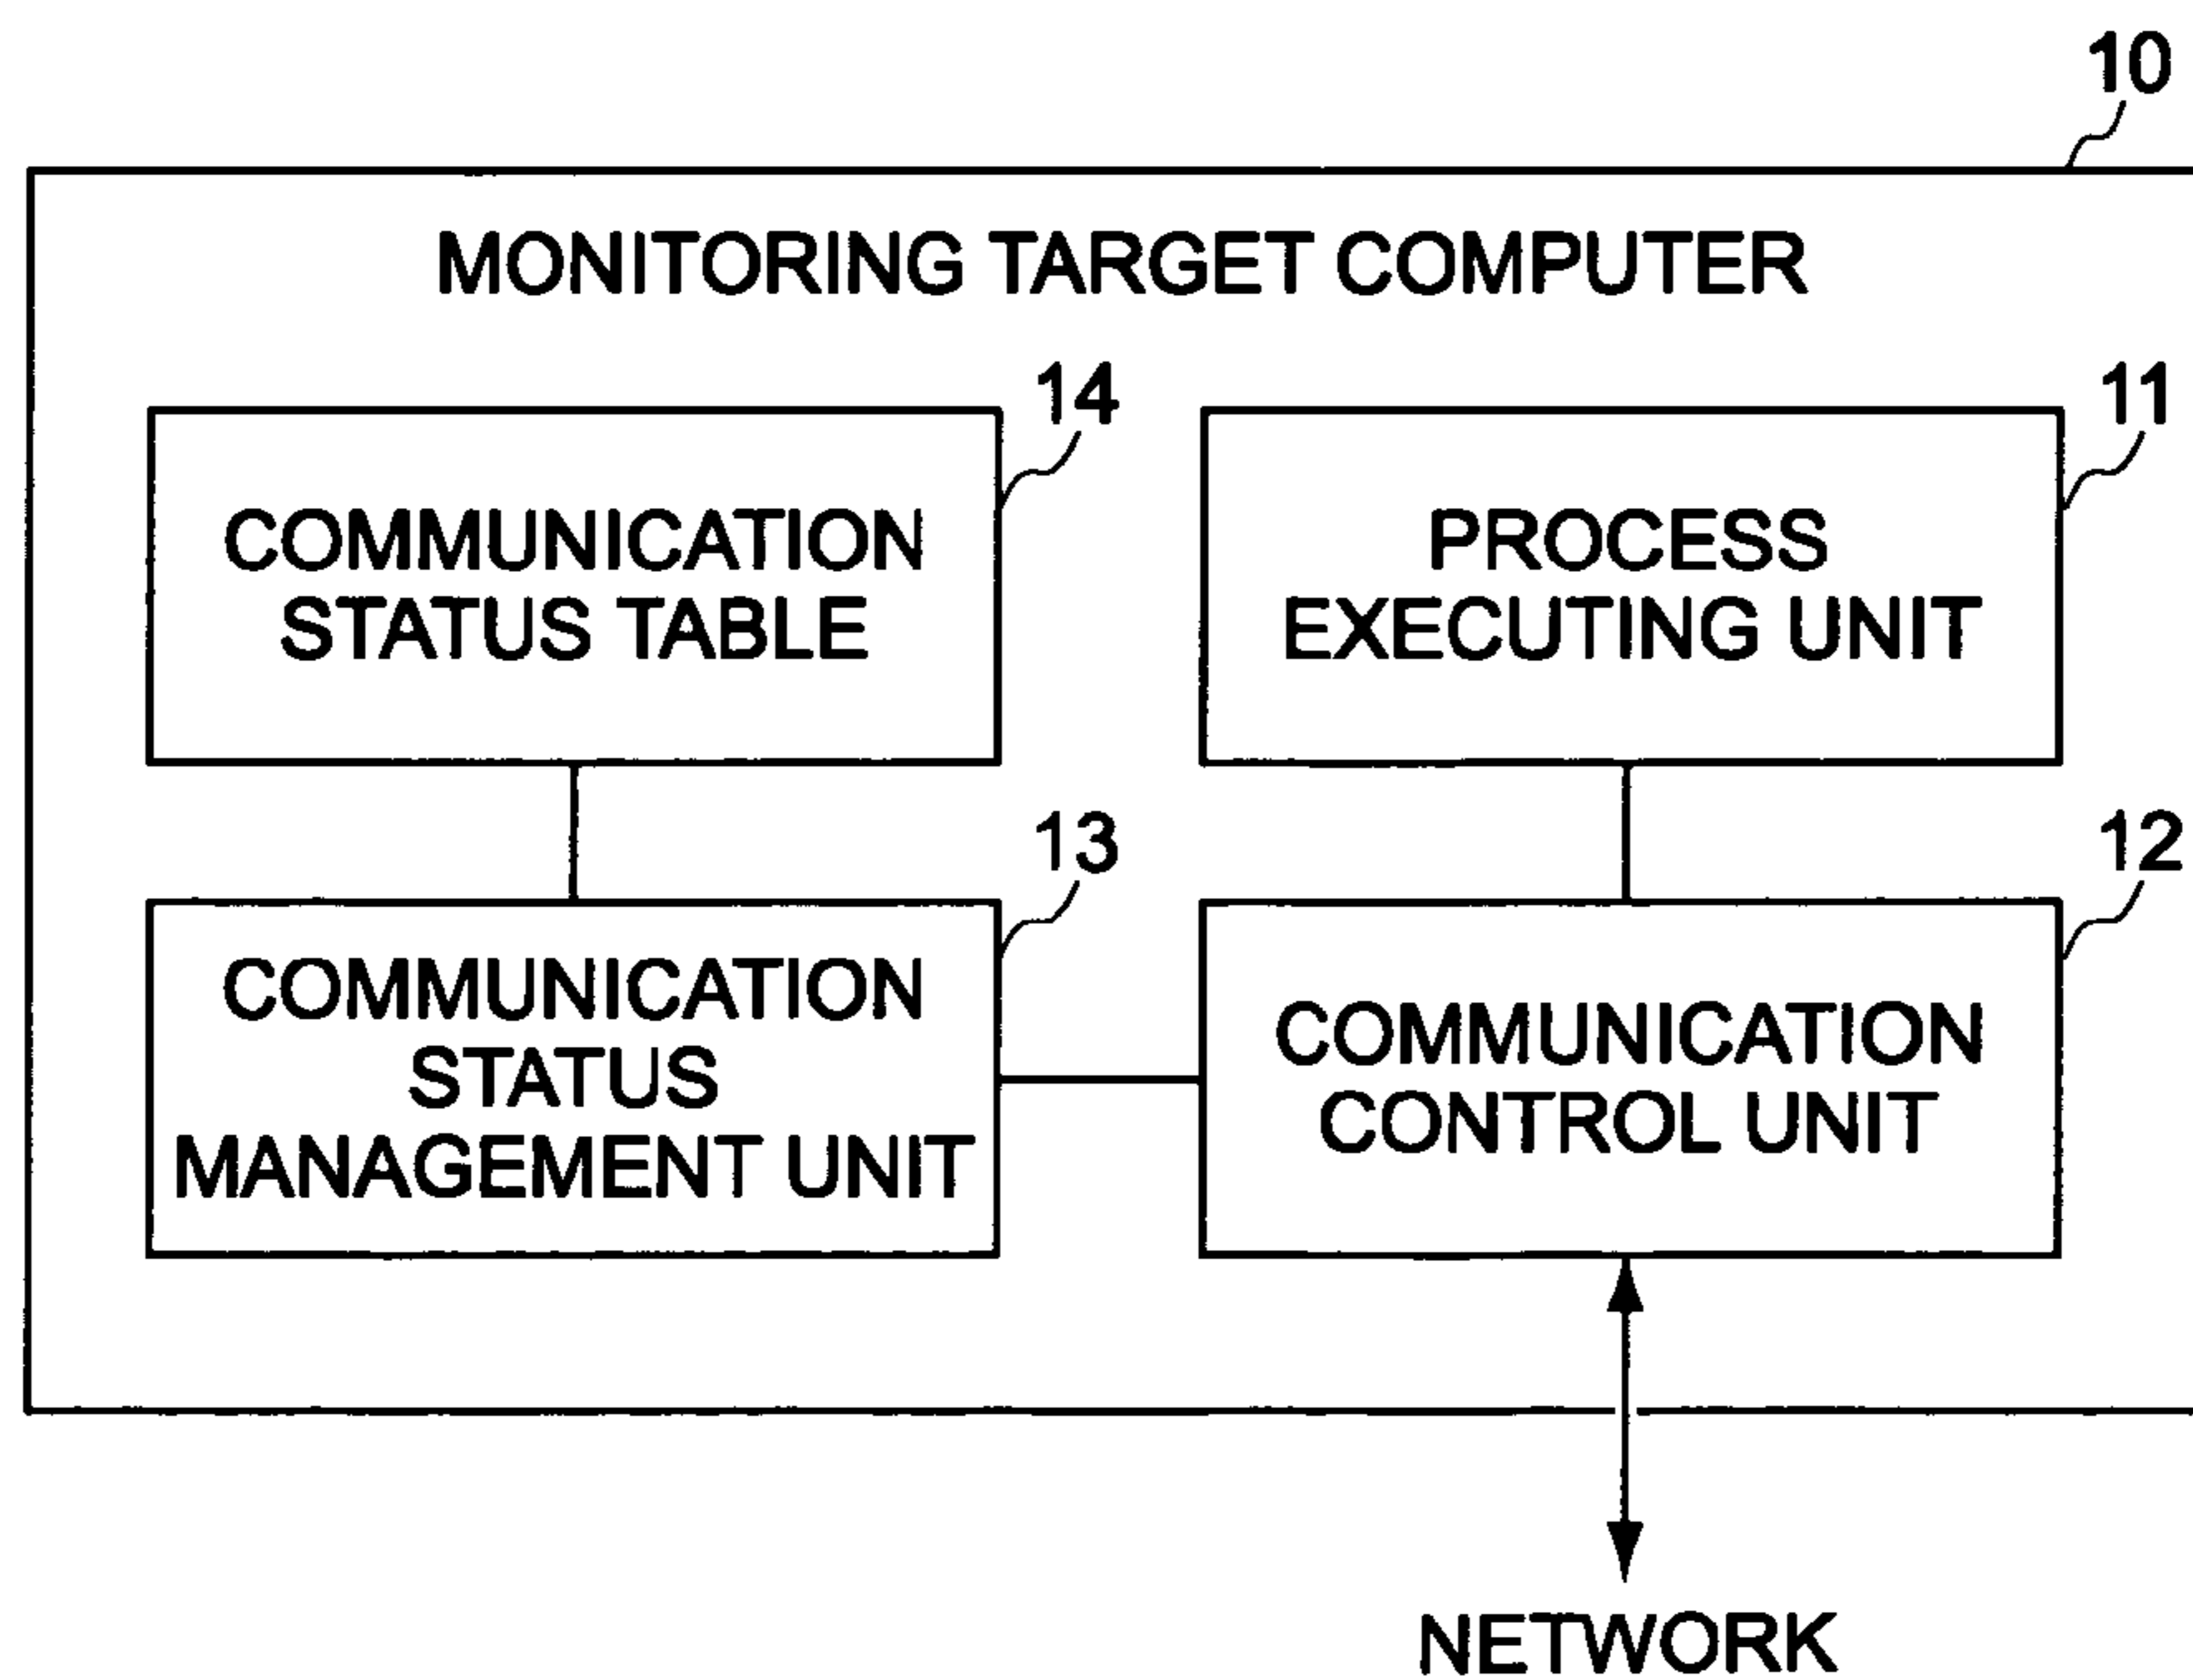 10
MONITORING TARGET COMPUTER
14
11
COMMUNICATION
STATUS TABLE
PROCESS
EXECUTING UNIT
13
12
COMMUNICATION
STATUS
MANAGEMENT UNIT
COMMUNICATION
CONTROL UNIT
NETWORK